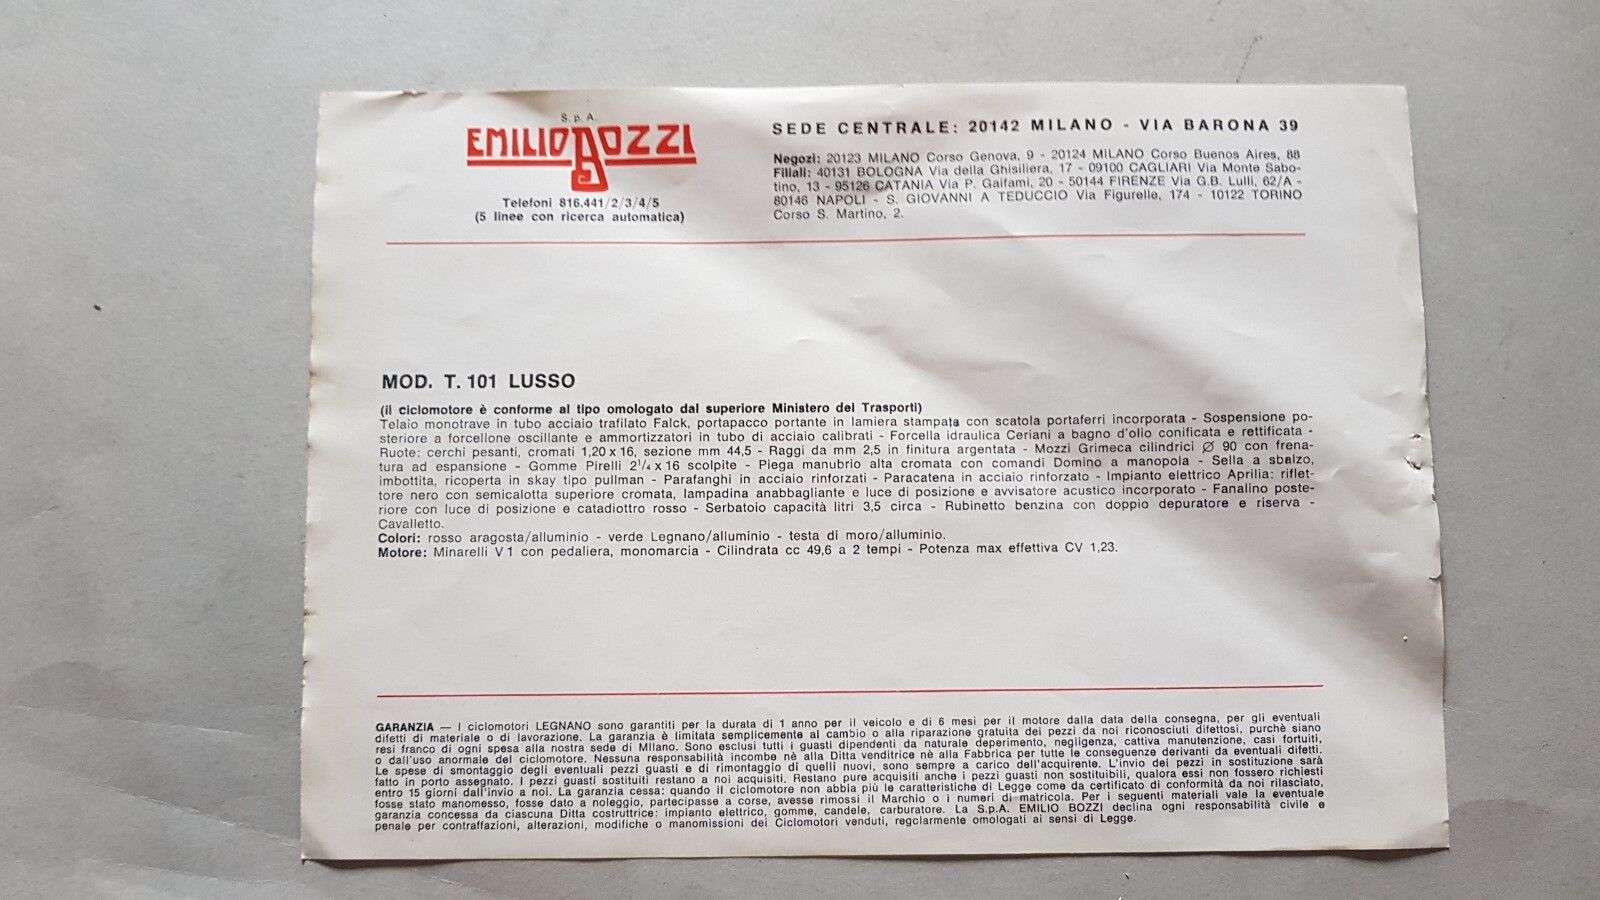 S. p. A.
EMILIO BOZZI
Telefoni 816.441/2/3/4/5
(5 linee con ricerca automatica)
SEDE CENTRALE: 20142 MILANO - VIA BARONA 39
Negozi: 20123 MILANO Corso Genova, 9 - 20124 MILANO Corso Buenos Aires, 88
Filiali: 40131 BOLOGNA Via della Ghisiliera, 17 - 09100 CAGLIARI Via Monte Sabo-
tino, 13 - 95126 CATANIA Via P. Gaifami, 20 - 50144 FIRENZE Via G.B. Lulli, 62/A -
80146 NAPOLI - S. GIOVANNI A TEDUCCIO Via Figurelle, 174 - 10122 TORINO
Corso S. Martino, 2.
MOD. T. 101 LUSSO
(il ciclomotore è conforme al tipo omologato dal superiore Ministero dei Trasporti)
Telaio monotrave in tubo acciaio trafilato Falck, portapacco portante in lamiera stampata con scatola portaferri incorporata - Sospensione po-
steriore a forcellone oscillante e ammortizzatori in tubo di acciaio calibrati - Forcella idraulica Ceriani a bagno d'olio conificata e rettificata -
Ruote: cerchi pesanti, cromati 1,20 x 16, sezione mm 44,5 - Raggi da mm 2,5 in finitura argentata - Mozzi Grimeca cilindrici Ø 90 con frena-
tura ad espansione - Gomme Pirelli 2¹/₄ x 16 scolpite - Piega manubrio alta cromata con comandi Domino a manopola - Sella a sbalzo,
imbottita, ricoperta in skay tipo pullman - Parafanghi in acciaio rinforzati - Paracatena in acciaio rinforzato - Impianto elettrico Aprilia: riflet-
tore nero con semicalotta superiore cromata, lampadina anabbagliante e luce di posizione e avvisatore acustico incorporato - Fanalino poste-
riore con luce di posizione e catadiottro rosso - Serbatoio capacità litri 3,5 circa - Rubinetto benzina con doppio depuratore e riserva -
Cavalletto.
Colori: rosso aragosta/alluminio - verde Legnano/alluminio - testa di moro/alluminio.
Motore: Minarelli V 1 con pedaliera, monomarcia - Cilindrata cc 49,6 a 2 tempi - Potenza max effettiva CV 1,23.
GARANZIA — I ciclomotori LEGNANO sono garantiti per la durata di 1 anno per il veicolo e di 6 mesi per il motore dalla data della consegna, per gli eventuali
difetti di materiale o di lavorazione. La garanzia è limitata semplicemente al cambio o alla riparazione gratuita dei pezzi da noi riconosciuti difettosi, purchè siano
resi franco di ogni spesa alla nostra sede di Milano. Sono esclusi tutti i guasti dipendenti da naturale deperimento, negligenza, cattiva manutenzione, casi fortuiti,
o dall'uso anormale del ciclomotore. Nessuna responsabilità incombe nè alla Ditta venditrice nè alla Fabbrica per tutte le conseguenze derivanti da eventuali difetti.
Le spese di smontaggio degli eventuali pezzi guasti e di rimontaggio di quelli nuovi, sono sempre a carico dell'acquirente. L'invio dei pezzi in sostituzione sarà
fatto in porto assegnato. I pezzi guasti sostituiti restano a noi acquisiti. Restano pure acquisiti anche i pezzi guasti non sostituibili, qualora essi non fossero richiesti
entro 15 giorni dall'invio a noi. La garanzia cessa: quando il ciclomotore non abbia più le caratteristiche di Legge come da certificato di conformità da noi rilasciato,
fosse stato manomesso, fosse dato a noleggio, partecipasse a corse, avesse rimossi il Marchio o i numeri di matricola. Per i seguenti materiali vale la eventuale
garanzia concessa da ciascuna Ditta costruttrice: impianto elettrico, gomme, candele, carburatore. La S.p.A. EMILIO BOZZI declina ogni responsabilità civile e
penale per contraffazioni, alterazioni, modifiche o manomissioni dei Ciclomotori venduti, regolarmente omologati ai sensi di Legge.